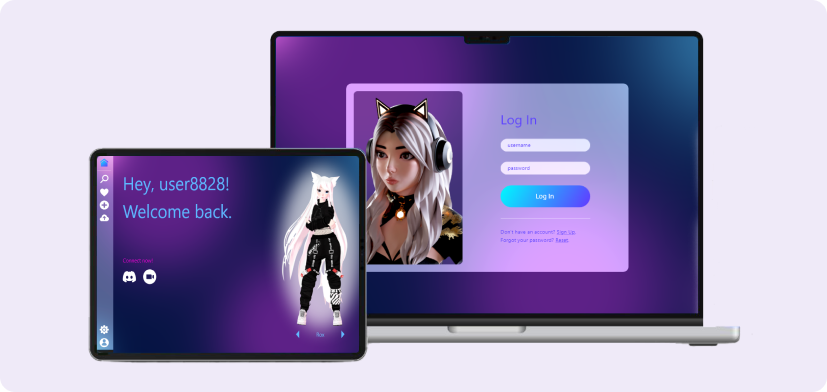 Hey, user8828!
Welcome back.
Connect now!
Rox
Log In
username
password
Log In
Don't have an account? Sign Up.
Forgot your password? Reset.